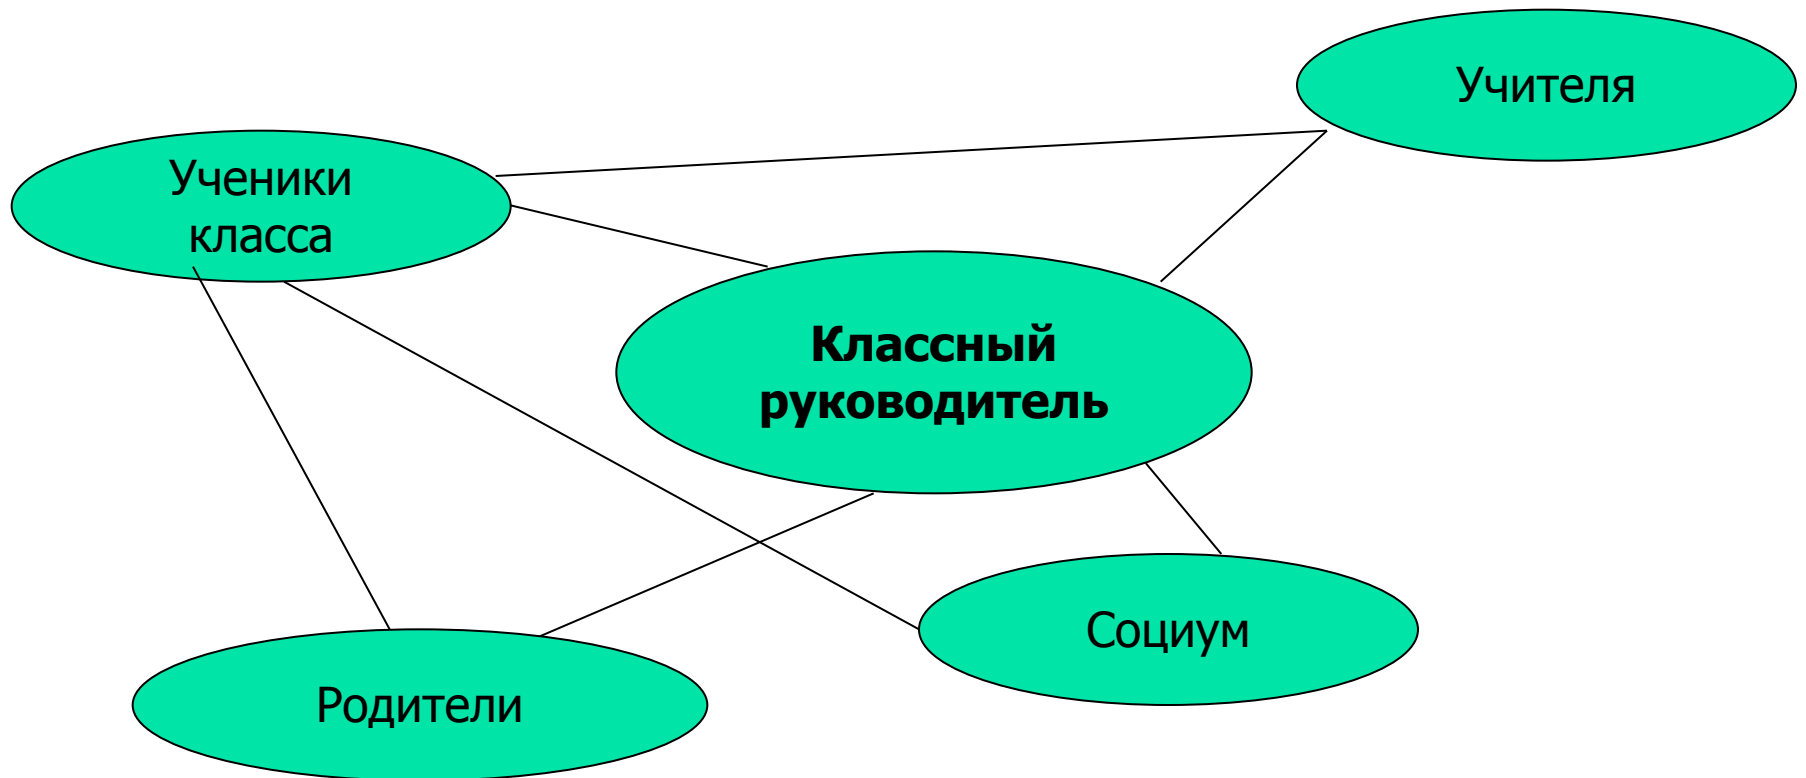 Учителя
Ученики
класса
Классный
руководитель
Социум
Родители